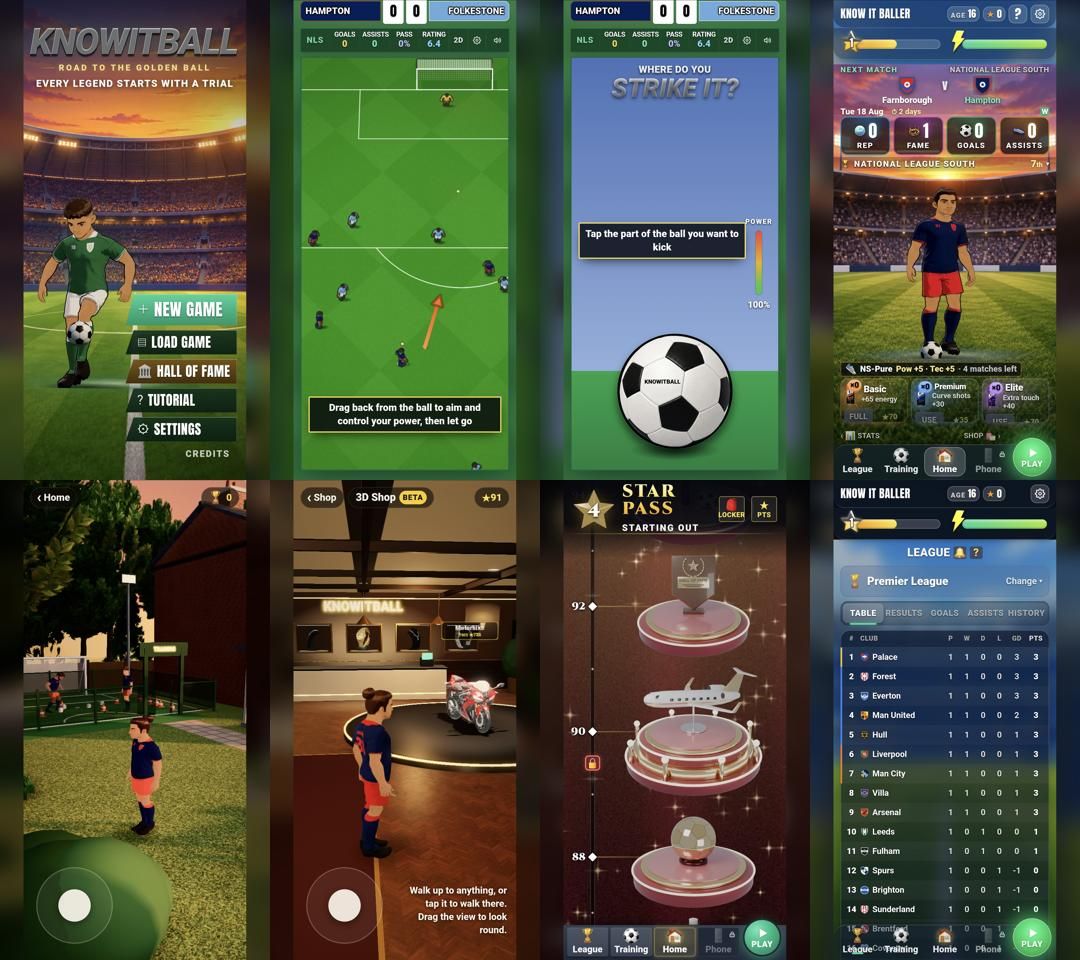 KNOWITBALL
ROAD TO THE GOLDEN BALL
EVERY LEGEND STARTS WITH A TRIAL
+ NEW GAME
LOAD GAME
HALL OF FAME
? TUTORIAL
SETTINGS
CREDITS
HAMPTON 0 0 FOLKESTONE
NLS GOALS 0 ASSISTS 0 PASS 0% RATING 6.4 2D
Drag back from the ball to aim and
control your power, then let go
HAMPTON 0 0 FOLKESTONE
NLS GOALS 0 ASSISTS 0 PASS 0% RATING 6.4 2D
WHERE DO YOU
STRIKE IT?
POWER
Tap the part of the ball you want to
kick
100%
KNOWITBALL
KNOW IT BALLER AGE 16 ★ 0 ?
1
NEXT MATCH NATIONAL LEAGUE SOUTH
V
Farnborough Hampton
Tue 18 Aug 2 days W
0 1 0 0
REP FAME GOALS ASSISTS
NATIONAL LEAGUE SOUTH 7th
NS-Pure Pow +5 · Tec +5 · 4 matches left
×0 Basic +65 energy
×0 Premium Curve shots +30
×0 Elite Extra touch +40
FULL ★70 USE ★35 USE ★70
‹ STATS SHOP ›
League Training Home Phone PLAY
‹ Home 0
TRAINING
‹ Shop 3D Shop BETA ★91
KNOWITBALL
Walk up to anything, or
tap it to walk there.
Drag the view to look
round.
4 STAR
PASS
STARTING OUT
LOCKER PTS
HALL OF FAME
92
90
88
League Training Home Phone PLAY
KNOW IT BALLER AGE 16 ★ 0
1
LEAGUE ?
Premier League Change
TABLE RESULTS GOALS ASSISTS HISTORY
# CLUB P W D L GD PTS
1 Palace 1 1 0 0 3 3
2 Forest 1 1 0 0 3 3
3 Everton 1 1 0 0 3 3
4 Man United 1 1 0 0 2 3
5 Hull 1 1 0 0 1 3
6 Liverpool 1 1 0 0 1 3
7 Man City 1 1 0 0 1 3
8 Villa 1 1 0 0 1 3
9 Arsenal 1 1 0 0 1 3
10 Leeds 1 0 1 0 0 1
11 Fulham 1 0 1 0 0 1
12 Spurs 1 0 0 1 -1 0
13 Brighton 1 0 0 1 -1 0
14 Sunderland 1 0 0 1 -1 0
15 Brentford
League Training Home Phone PLAY